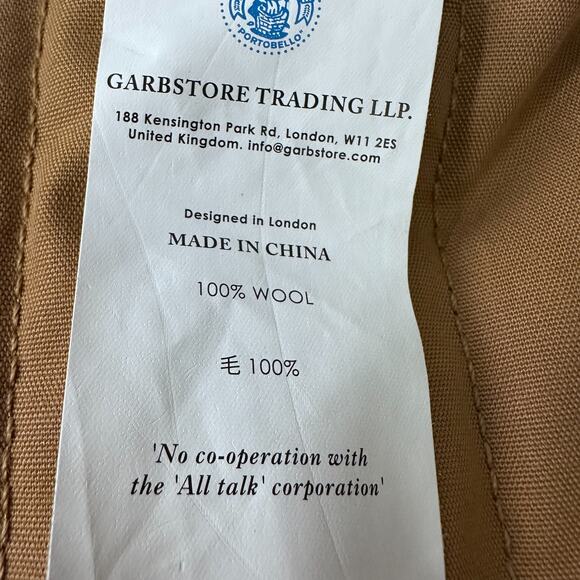 "PORTOBELLO"
GARBSTORE TRADING LLP.
188 Kensington Park Rd, London, W11 2ES
United Kingdom. info@garbstore.com
Designed in London
MADE IN CHINA
100% WOOL
毛 100%
'No co-operation with
the 'All talk' corporation'